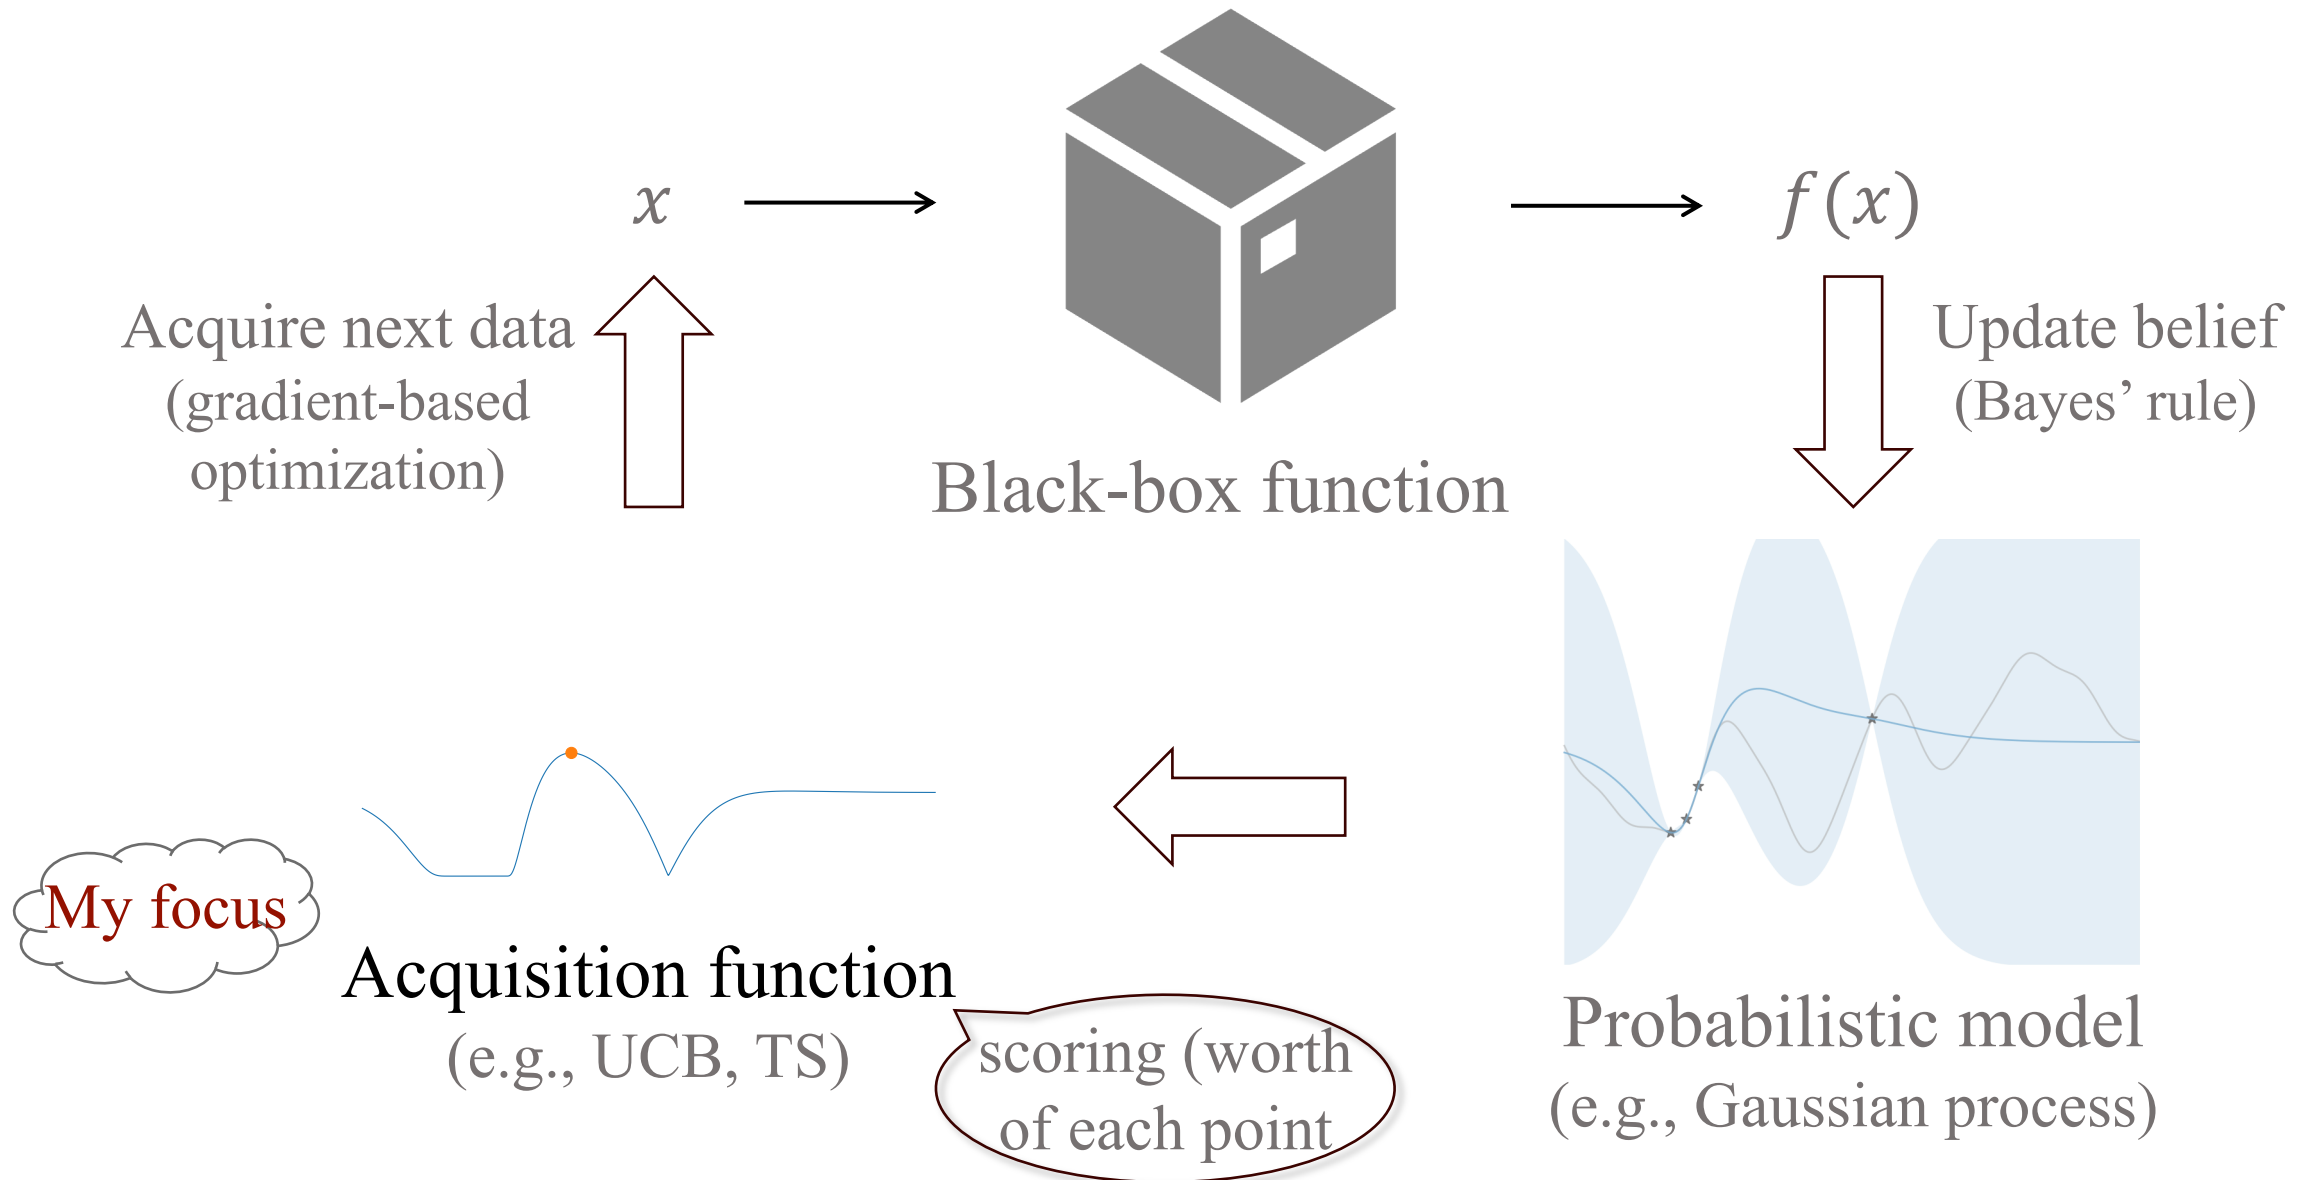 x
f(x)
Acquire next data
(gradient-based
optimization)
Black-box function
Update belief
(Bayes’ rule)
My focus
Acquisition function
(e.g., UCB, TS)
scoring (worth
of each point
Probabilistic model
(e.g., Gaussian process)